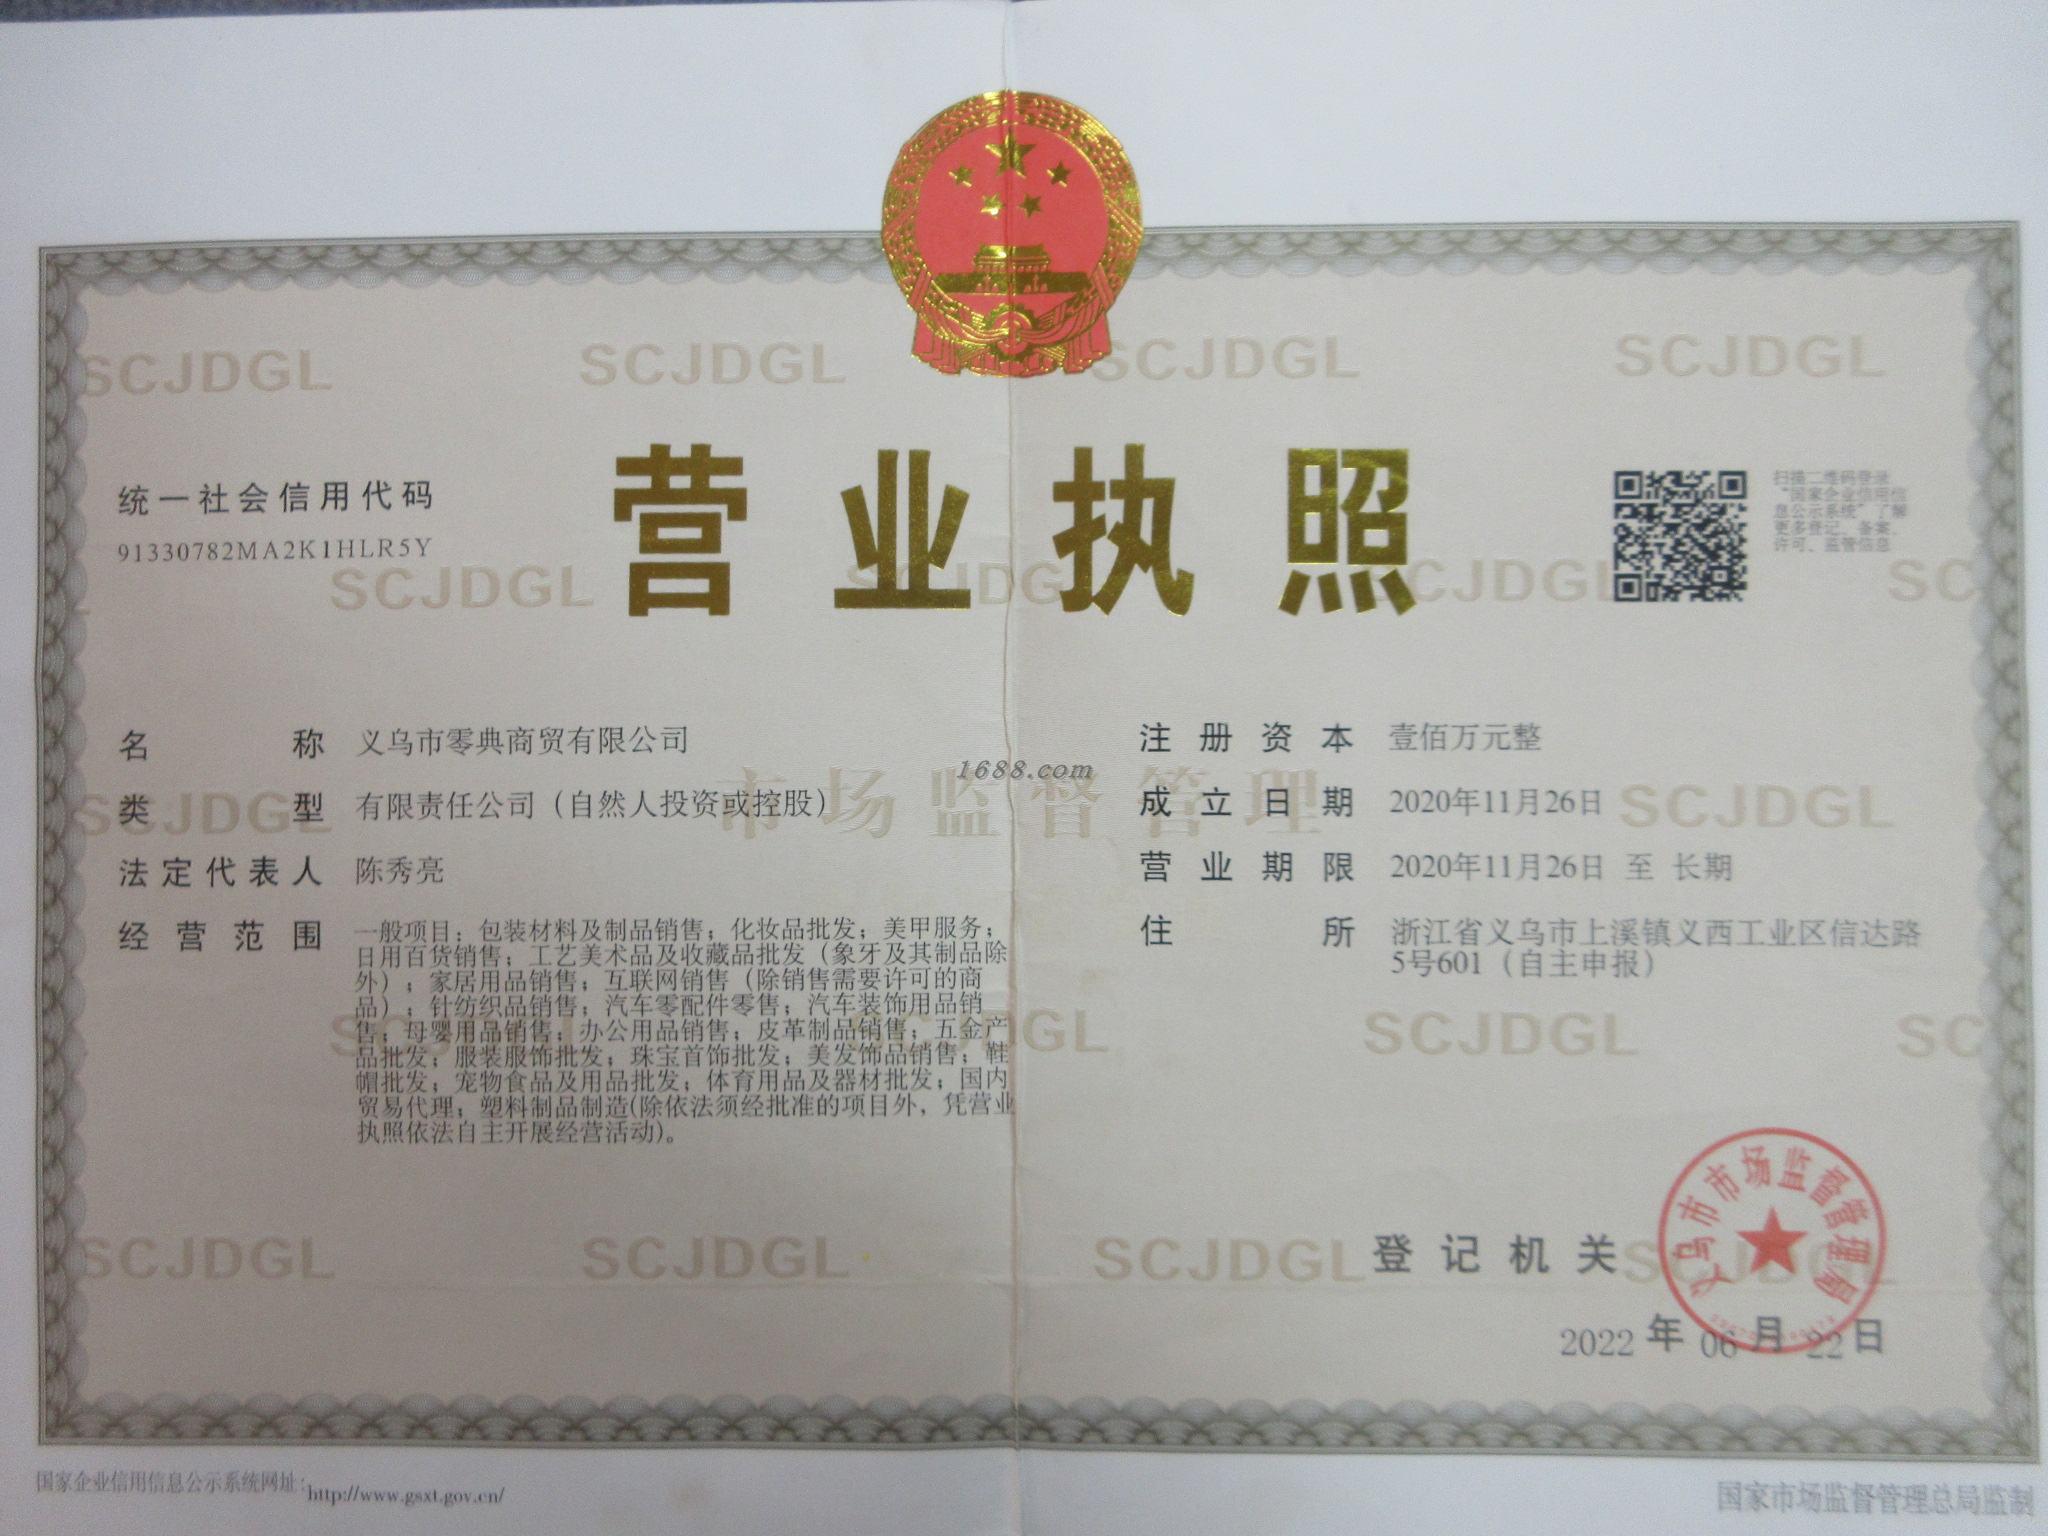 SCJDGL SCJDGL SCJDGL SCJDGL
营业执照
统一社会信用代码
91330782MA2K1HLR5Y
扫描二维码登录
“国家企业信用信
息公示系统”了解
更多登记、备案、
许可、监管信息
SCJDGL SCJDGL SCJDGL SC
名称 义乌市零典商贸有限公司
类型 有限责任公司（自然人投资或控股）
法定代表人 陈秀亮
经营范围 一般项目：包装材料及制品销售；化妆品批发；美甲服务；
日用百货销售；工艺美术品及收藏品批发（象牙及其制品除
外）；家居用品销售；互联网销售（除销售需要许可的商
品）；针纺织品销售；汽车零配件零售；汽车装饰用品销
售；母婴用品销售；办公用品销售；皮革制品销售；五金产
品批发；服装服饰批发；珠宝首饰批发；美发饰品销售；鞋
帽批发；宠物食品及用品批发；体育用品及器材批发；国内
贸易代理；塑料制品制造(除依法须经批准的项目外，凭营业
执照依法自主开展经营活动)。
1688.com
市场监督管理
注册资本 壹佰万元整
成立日期 2020年11月26日
营业期限 2020年11月26日 至 长期
住所 浙江省义乌市上溪镇义西工业区信达路
5号601（自主申报）
SCJDGL SCJDGL
SCJDGL SCJDGL SC
SCJDGL SCJDGL SCJDGL SCJDGL
登记机关
义乌市市场监督管理局
2022年06月22日
国家企业信用信息公示系统网址：http://www.gsxt.gov.cn/
国家市场监督管理总局监制